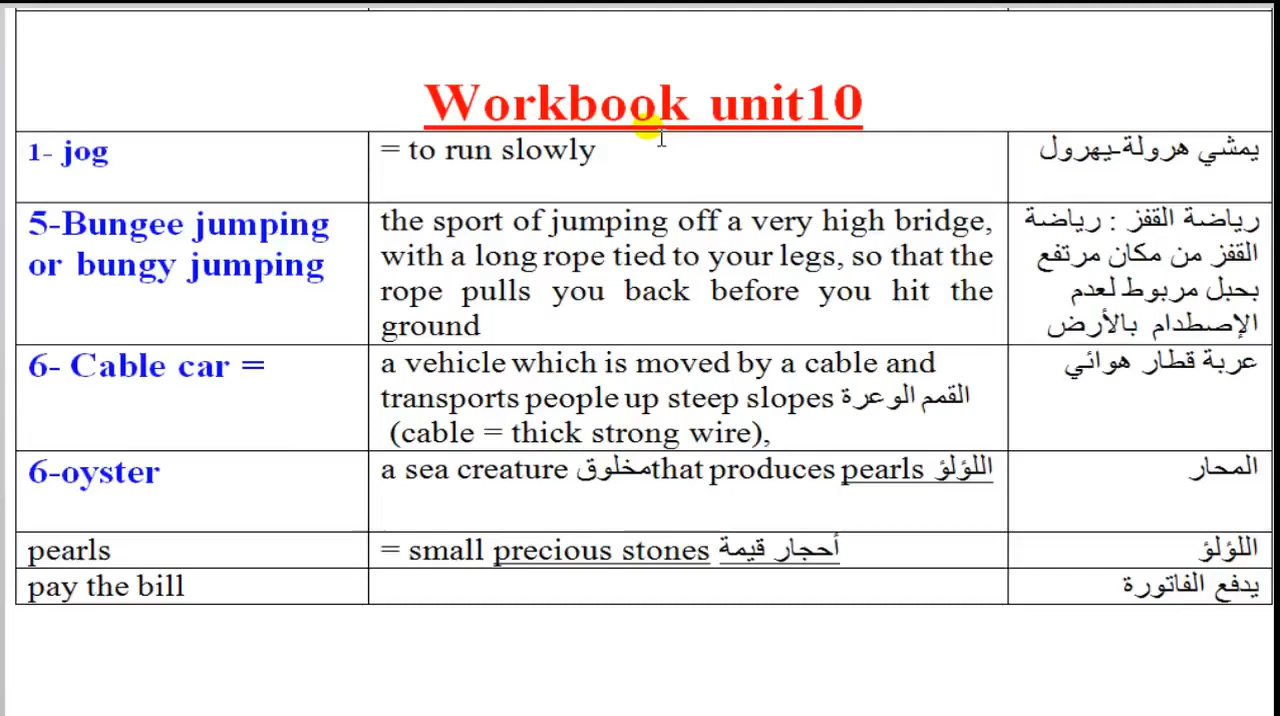 Workbook unit10
1- jog
= to run slowly
يمشي هرولة-يهرول
5-Bungee jumping
or bungy jumping
the sport of jumping off a very high bridge,
with a long rope tied to your legs, so that the
rope pulls you back before you hit the
ground
رياضة القفز : رياضة
القفز من مكان مرتفع
بحبل مربوط لعدم
الإصطدام بالأرض
6- Cable car =
a vehicle which is moved by a cable and
transports people up steep slopes القمم الوعرة
(cable = thick strong wire),
عربة قطار هوائي
6-oyster
a sea creature مخلوق that produces pearls اللؤلؤ
المحار
pearls
= small precious stones أحجار قيمة
اللؤلؤ
pay the bill
يدفع الفاتورة